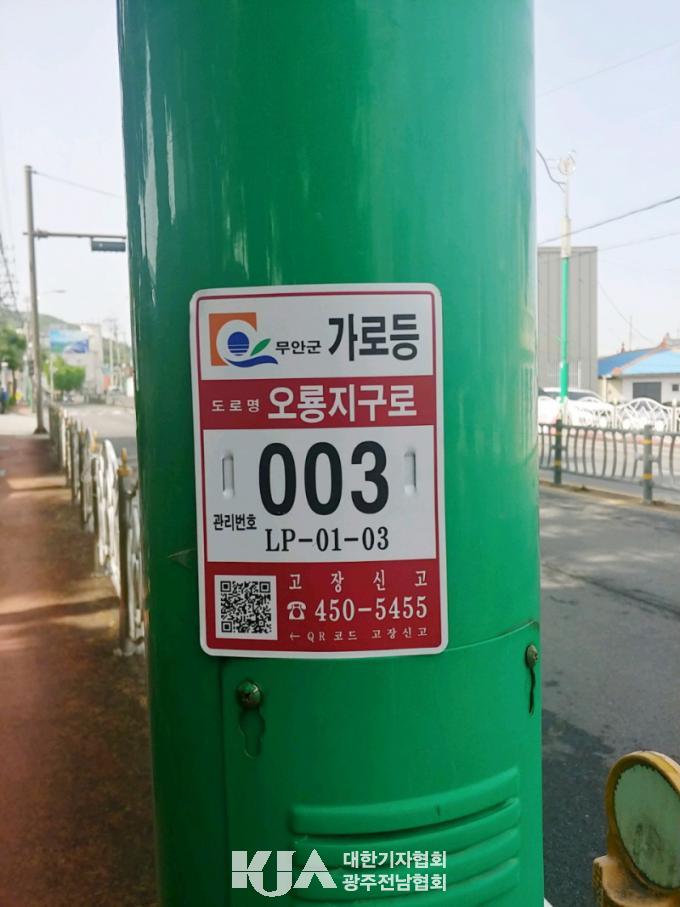 무안군 가로등
도로명 오룡지구로
003
관리번호
LP-01-03
고장신고
☎ 450-5455
← QR코드 고장신고
KJA 대한기자협회
광주전남협회